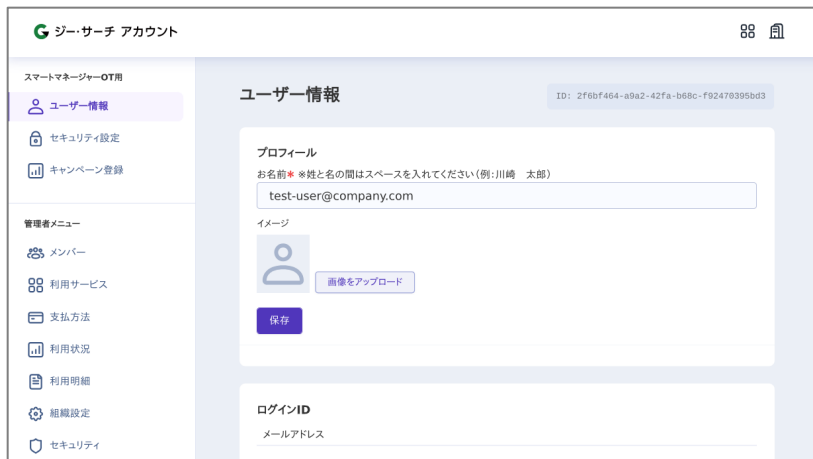 ジー・サーチ アカウント
スマートマネージャーOT用
ユーザー情報
セキュリティ設定
キャンペーン登録
管理者メニュー
メンバー
利用サービス
支払方法
利用状況
利用明細
組織設定
セキュリティ
ユーザー情報
ID: 2f6bf464-a9a2-42fa-b68c-f92470395bd3
プロフィール
お名前* ※姓と名の間はスペースを入れてください(例:川崎　太郎)
test-user@company.com
イメージ
画像をアップロード
保存
ログインID
メールアドレス